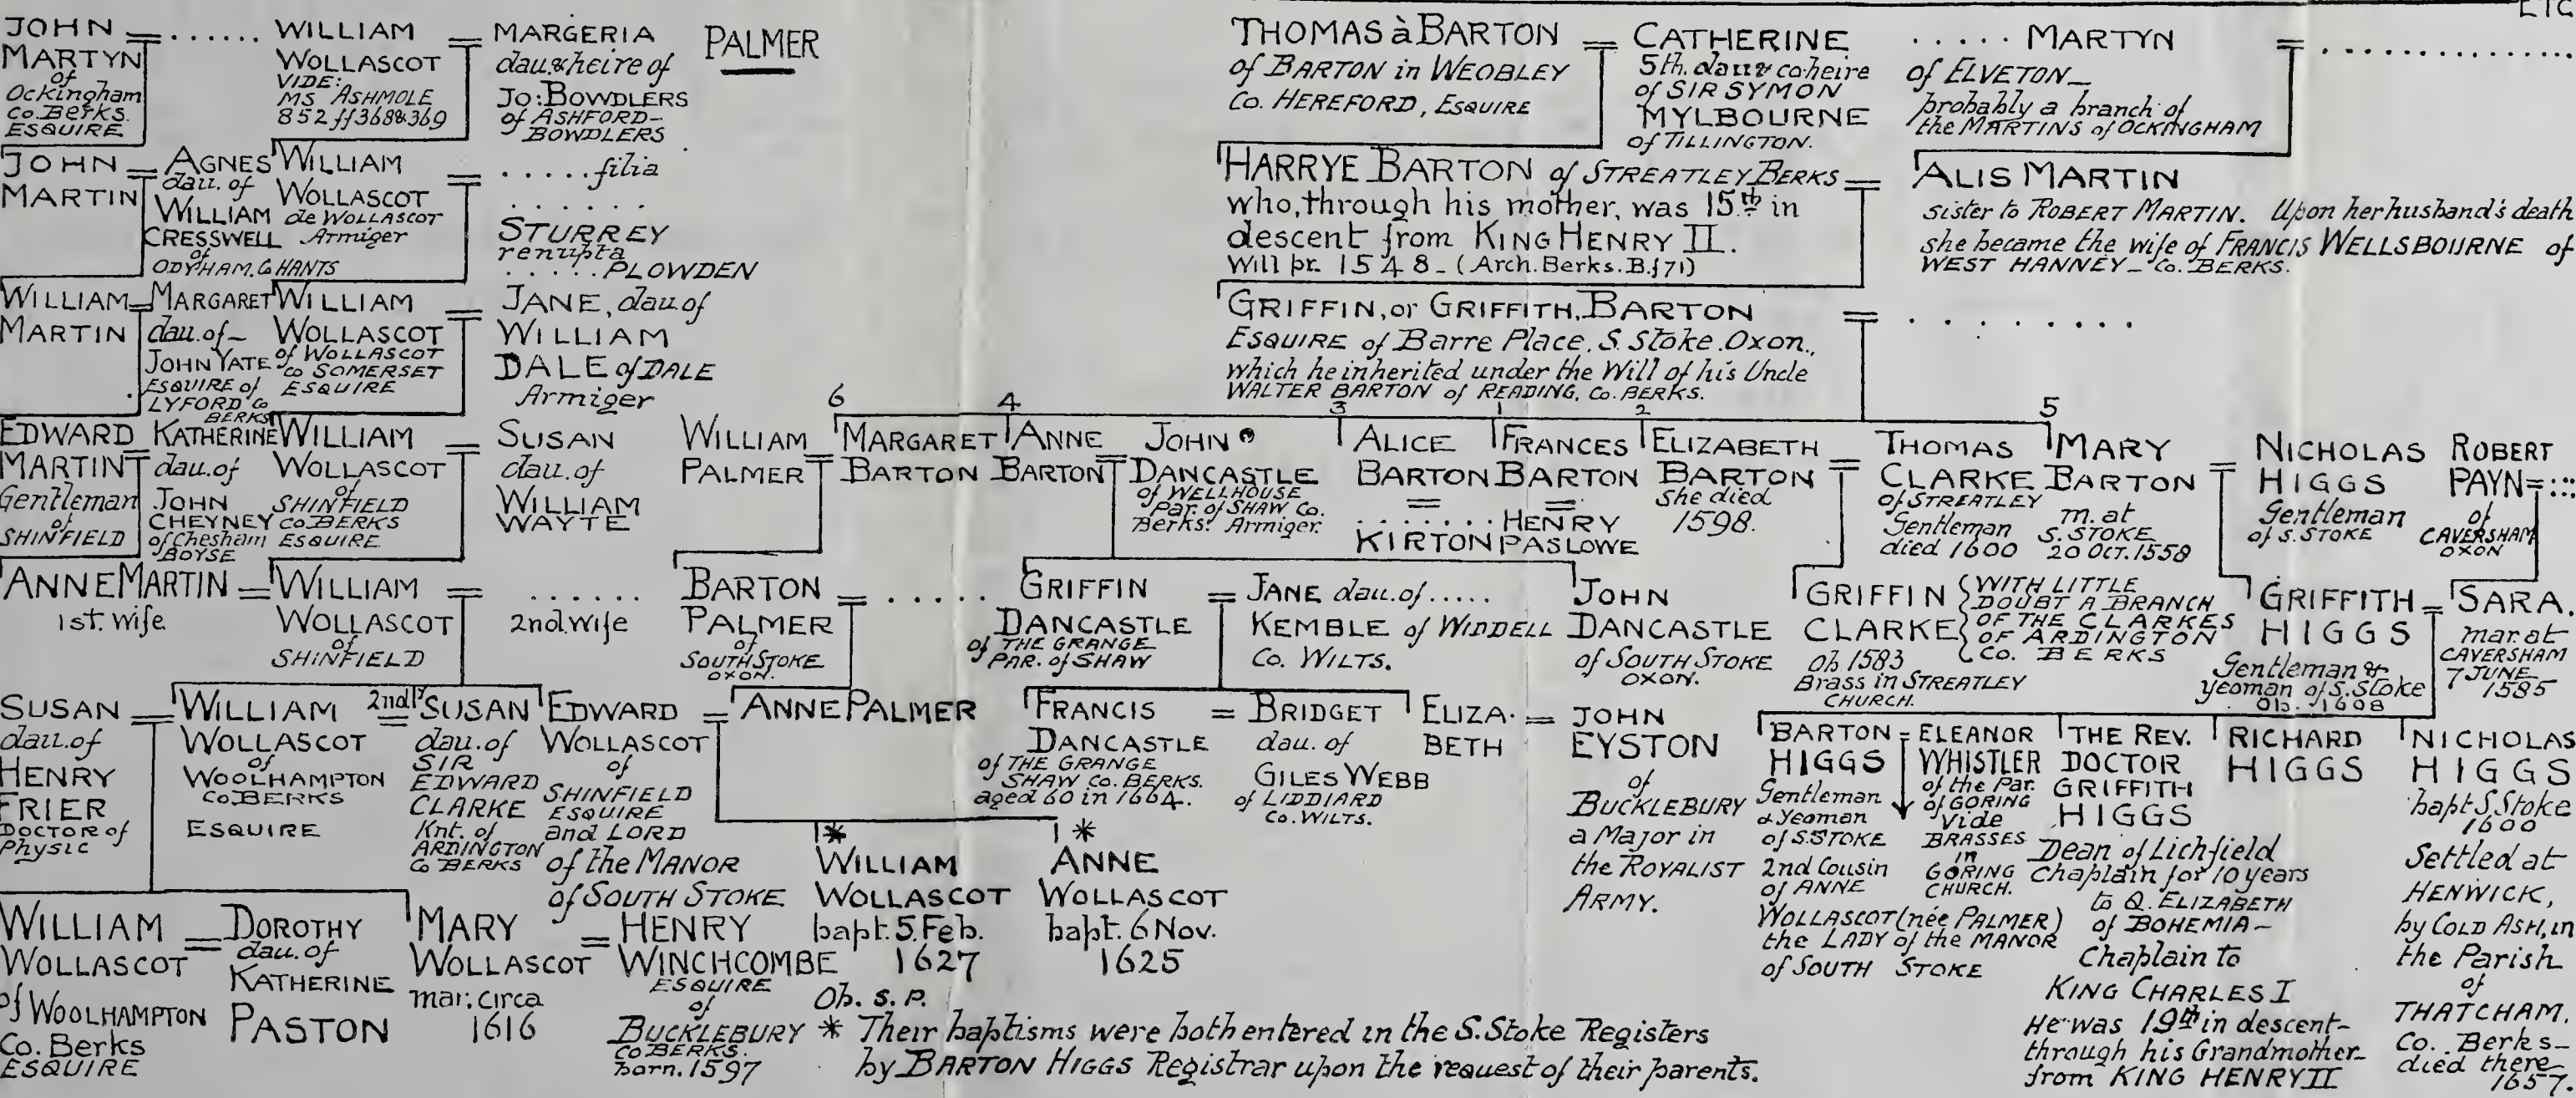 ETC
JOHN
MARTYN
of
Ockingham
Co. Berks.
ESQUIRE
= ......
WILLIAM
WOLLASCOT
VIDE:
MS ASHMOLE
852 ff 368 & 369
=
MARGERIA
dau. & heire of
JO: BOWDLERS
of ASHFORD-
BOWDLERS
PALMER
THOMAS à BARTON
of BARTON in WEOBLEY
Co. HEREFORD, ESQUIRE
=
CATHERINE
5th. dau & coheire
of SIR SYMON
MYLBOURNE
of TILLINGTON.
..... MARTYN
of ELVETON_
probably a branch of
the MARTINS of OCKINGHAM
= ..............
JOHN
MARTIN
=
AGNES
dau. of
WILLIAM
CRESSWELL
of
ODYHAM. Co HANTS
WILLIAM
WOLLASCOT
de WOLLASCOT
Armiger
=
..... filia
.......
STURREY
renupta
..... PLOWDEN
HARRYE BARTON of STREATLEY BERKS
who, through his mother, was 15th in
descent from KING HENRY II.
Will pr. 1548_ (Arch. Berks. B. f 71)
=
ALIS MARTIN
sister to ROBERT MARTIN. Upon her husband's death
she became the wife of FRANCIS WELLSBOURNE of
WEST HANNEY_ Co. BERKS.
WILLIAM
MARTIN
=
MARGARET
dau. of~
JOHN YATE
ESQUIRE of
LYFORD Co
BERKS
WILLIAM
WOLLASCOT
of WOLLASCOT
co SOMERSET
ESQUIRE
=
JANE, dau of
WILLIAM
DALE of DALE
Armiger
GRIFFIN, or GRIFFITH, BARTON
ESQUIRE of Barre Place, S. Stoke. Oxon.,
which he inherited under the Will of his Uncle
WALTER BARTON of READING, Co. BERKS.
= ........
6 4 3 1 2 5
EDWARD
MARTIN
Gentleman
of
SHINFIELD
=
KATHERINE
dau. of
JOHN
CHEYNEY
of Chesham
BOYSE
WILLIAM
WOLLASCOT
of
SHINFIELD
co BERKS
ESQUIRE
=
SUSAN
dau. of
WILLIAM
WAYTE
WILLIAM
PALMER
=
MARGARET
BARTON
ANNE
BARTON
=
JOHN
DANCASTLE
of WELLHOUSE
Par. of SHAW Co.
Berks. Armiger.
ALICE
BARTON
=
.......
KIRTON
FRANCES
BARTON
=
HENRY
PASLOWE
ELIZABETH
BARTON
She died
1598.
=
THOMAS
CLARKE
of STREATLEY
Gentleman
died 1600
MARY
BARTON
m. at
S. STOKE
20 OCT. 1558
=
NICHOLAS
HIGGS
Gentleman
of S. STOKE
ROBERT
PAYN = :::
of
CAVERSHAM
OXON
ANNE MARTIN
1st. wife
=
WILLIAM
WOLLASCOT
of
SHINFIELD
=
......
2nd. wife
BARTON
PALMER
of
SOUTH STOKE
OXON.
= .....
GRIFFIN
DANCASTLE
of THE GRANGE
PAR. of SHAW
=
JANE dau. of .....
KEMBLE of WIDDELL
Co. WILTS.
JOHN
DANCASTLE
of SOUTH STOKE
OXON.
GRIFFIN
CLARKE
ob 1583
Brass in STREATLEY
CHURCH.
WITH LITTLE
DOUBT A BRANCH
OF THE CLARKES
OF ARDINGTON
CO. BERKS
GRIFFITH
HIGGS
Gentleman &
yeoman of S. Stoke
Ob. 1608
=
SARA.
mar. at
CAVERSHAM
7 JUNE
1585
SUSAN
dau. of
HENRY
FRIER
DOCTOR of
Physic
=
WILLIAM
WOLLASCOT
of
WOOLHAMPTON
Co BERKS
ESQUIRE
2ndly
=
SUSAN
dau. of
SIR
EDWARD
CLARKE
Knt. of
ARDINGTON
Co BERKS
EDWARD
WOLLASCOT
of
SHINFIELD
ESQUIRE
and LORD
of the MANOR
of SOUTH STOKE
=
ANNE PALMER
FRANCIS
DANCASTLE
of THE GRANGE
SHAW Co. BERKS.
aged 60 in 1664.
=
BRIDGET
dau. of
GILES WEBB
of LIDDIARD
Co. WILTS.
ELIZA.
BETH
=
JOHN
EYSTON
of
BUCKLEBURY
a Major in
the ROYALIST
ARMY.
BARTON
HIGGS
Gentleman
& Yeoman
of S. STOKE
2nd Cousin
of ANNE
WOLLASCOT (née PALMER)
the LADY of the MANOR
of SOUTH STOKE
=
ELEANOR
WHISTLER
of the Par.
of GORING
Vide
BRASSES
in
GORING
CHURCH.
THE REV.
DOCTOR
GRIFFITH
HIGGS
Dean of Lichfield
Chaplain for 10 years
to Q. ELIZABETH
of BOHEMIA-
Chaplain to
KING CHARLES I
He was 19th in descent-
through his Grandmother-
from KING HENRY II
RICHARD
HIGGS
NICHOLAS
HIGGS
bapt. S. Stoke
1600
Settled at
HENWICK,
by COLD ASH, in
the Parish
of
THATCHAM.
Co. Berks-
died there
1657.
WILLIAM
WOLLASCOT
of WOOLHAMPTON
Co. Berks
ESQUIRE
=
DOROTHY
dau. of
KATHERINE
PASTON
MARY
WOLLASCOT
mar: circa
1616
=
HENRY
WINCHCOMBE
ESQUIRE
of
BUCKLEBURY
Co BERKS.
born. 1597
*
WILLIAM
WOLLASCOT
bapt. 5. Feb.
1627
Ob. s. p.
*
ANNE
WOLLASCOT
bapt. 6 Nov.
1625
* Their baptisms were both entered in the S. Stoke Registers
by BARTON HIGGS Registrar upon the request of their parents.